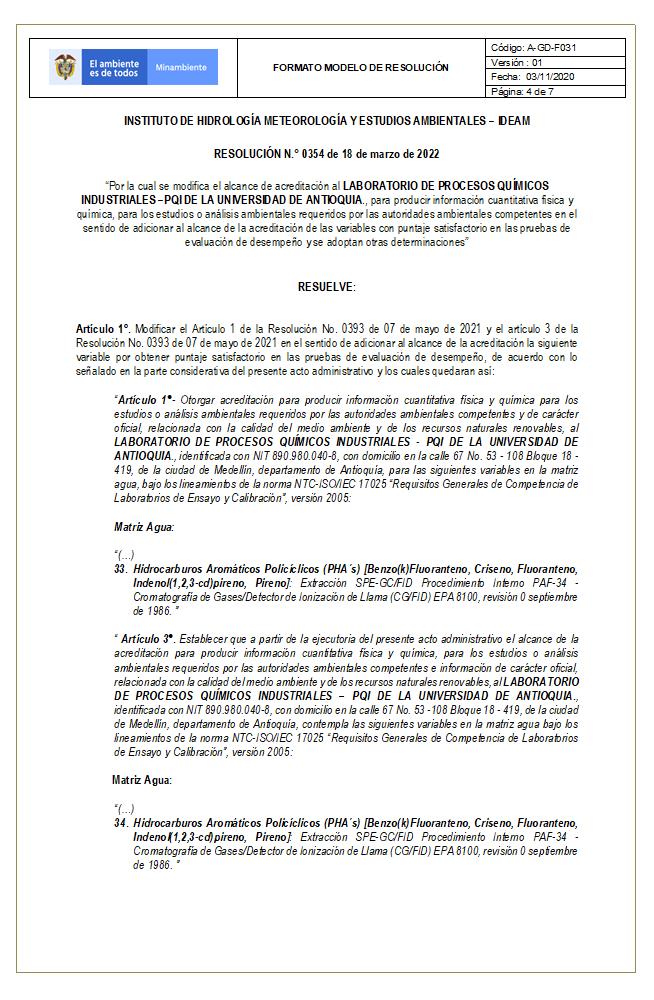 El ambiente
es de todos
Minambiente
FORMATO MODELO DE RESOLUCIÓN
Código: A-GD-F031
Versión : 01
Fecha: 03/11/2020
Página: 4 de 7
INSTITUTO DE HIDROLOGÍA METEOROLOGÍA Y ESTUDIOS AMBIENTALES – IDEAM
RESOLUCIÓN N.° 0354 de 18 de marzo de 2022
“Por la cual se modifica el alcance de acreditación al LABORATORIO DE PROCESOS QUÍMICOS
INDUSTRIALES –PQI DE LA UNIVERSIDAD DE ANTIOQUIA., para producir información cuantitativa física y
química, para los estudios o análisis ambientales requeridos por las autoridades ambientales competentes en el
sentido de adicionar al alcance de la acreditación de las variables con puntaje satisfactorio en las pruebas de
evaluación de desempeño y se adoptan otras determinaciones”
RESUELVE:
Artículo 1°. Modificar el Artículo 1 de la Resolución No. 0393 de 07 de mayo de 2021 y el artículo 3 de la
Resolución No. 0393 de 07 de mayo de 2021 en el sentido de adicionar al alcance de la acreditación la siguiente
variable por obtener puntaje satisfactorio en las pruebas de evaluación de desempeño, de acuerdo con lo
señalado en la parte considerativa del presente acto administrativo y los cuales quedaran así:
“Artículo 1°- Otorgar acreditación para producir información cuantitativa física y química para los
estudios o análisis ambientales requeridos por las autoridades ambientales competentes y de carácter
oficial, relacionada con la calidad del medio ambiente y de los recursos naturales renovables, al
LABORATORIO DE PROCESOS QUÍMICOS INDUSTRIALES - PQI DE LA UNIVERSIDAD DE
ANTIOQUIA., identificada con NIT 890.980.040-8, con domicilio en la calle 67 No. 53 - 108 Bloque 18 -
419, de la ciudad de Medellín, departamento de Antioquia, para las siguientes variables en la matriz
agua, bajo los lineamientos de la norma NTC-ISO/IEC 17025 “Requisitos Generales de Competencia de
Laboratorios de Ensayo y Calibración”, versión 2005:
Matriz Agua:
“(...)
33. Hidrocarburos Aromáticos Policíclicos (PHA´s) [Benzo(k)Fluoranteno, Criseno, Fluoranteno,
Indenol(1,2,3-cd)pireno, Pireno]: Extracción SPE-GC/FID Procedimiento Interno PAF-34 -
Cromatografía de Gases/Detector de Ionización de Llama (CG/FID) EPA 8100, revisión 0 septiembre
de 1986. ”
“ Artículo 3°. Establecer que a partir de la ejecutoría del presente acto administrativo el alcance de la
acreditación para producir información cuantitativa física y química, para los estudios o análisis
ambientales requeridos por las autoridades ambientales competentes e información de carácter oficial,
relacionada con la calidad del medio ambiente y de los recursos naturales renovables, al LABORATORIO
DE PROCESOS QUÍMICOS INDUSTRIALES – PQI DE LA UNIVERSIDAD DE ANTIOQUIA.,
identificada con NIT 890.980.040-8, con domicilio en la calle 67 No. 53 -108 Bloque 18 - 419, de la ciudad
de Medellín, departamento de Antioquia, contempla las siguientes variables en la matriz agua bajo los
lineamientos de la norma NTC-ISO/IEC 17025 “Requisitos Generales de Competencia de Laboratorios
de Ensayo y Calibración”, versión 2005:
Matriz Agua:
“(...)
34. Hidrocarburos Aromáticos Policíclicos (PHA´s) [Benzo(k)Fluoranteno, Criseno, Fluoranteno,
Indenol(1,2,3-cd)pireno, Pireno]: Extracción SPE-GC/FID Procedimiento Interno PAF-34 -
Cromatografía de Gases/Detector de Ionización de Llama (CG/FID) EPA 8100, revisión 0 septiembre
de 1986. ”